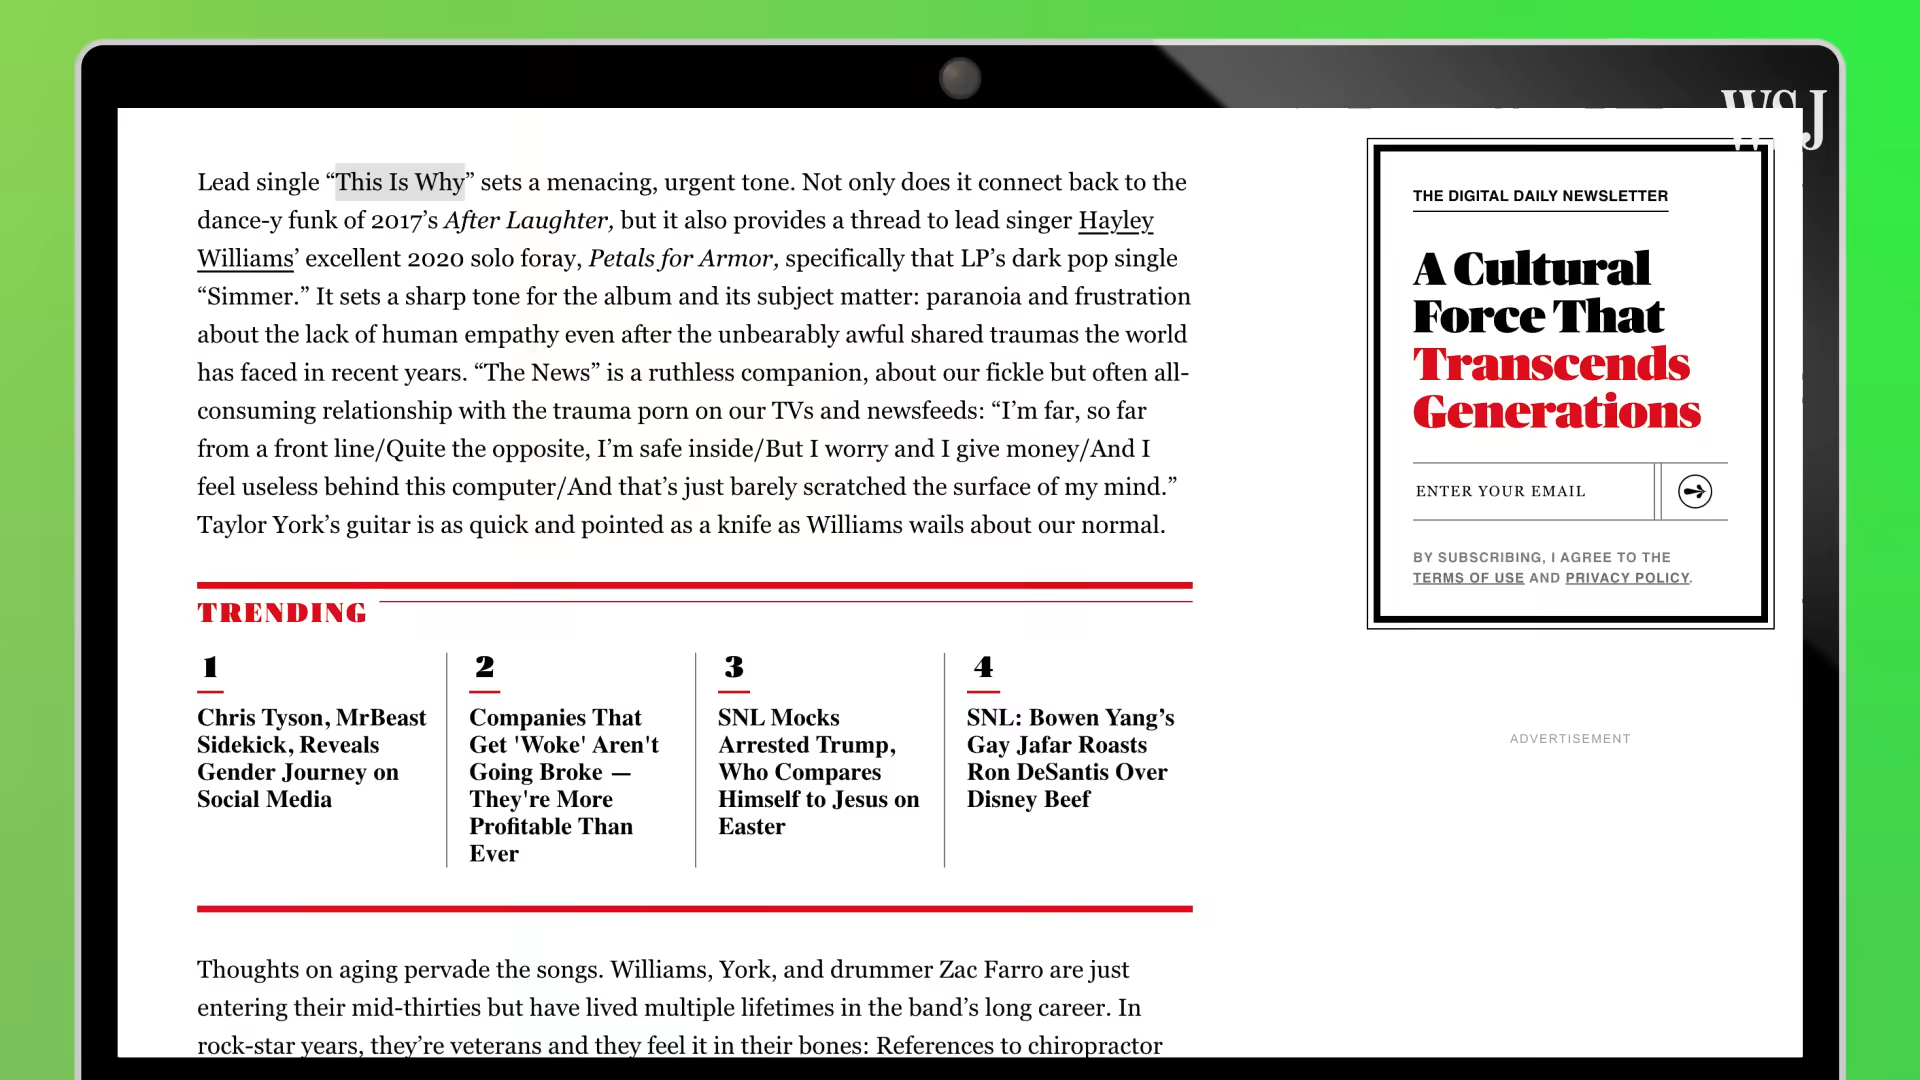 WSJ
Lead single “This Is Why” sets a menacing, urgent tone. Not only does it connect back to the
dance-y funk of 2017’s After Laughter, but it also provides a thread to lead singer Hayley
Williams’ excellent 2020 solo foray, Petals for Armor, specifically that LP’s dark pop single
“Simmer.” It sets a sharp tone for the album and its subject matter: paranoia and frustration
about the lack of human empathy even after the unbearably awful shared traumas the world
has faced in recent years. “The News” is a ruthless companion, about our fickle but often all-
consuming relationship with the trauma porn on our TVs and newsfeeds: “I’m far, so far
from a front line/Quite the opposite, I’m safe inside/But I worry and I give money/And I
feel useless behind this computer/And that’s just barely scratched the surface of my mind.”
Taylor York’s guitar is as quick and pointed as a knife as Williams wails about our normal.
TRENDING
1
Chris Tyson, MrBeast
Sidekick, Reveals
Gender Journey on
Social Media
2
Companies That
Get 'Woke' Aren't
Going Broke —
They're More
Profitable Than
Ever
3
SNL Mocks
Arrested Trump,
Who Compares
Himself to Jesus on
Easter
4
SNL: Bowen Yang’s
Gay Jafar Roasts
Ron DeSantis Over
Disney Beef
Thoughts on aging pervade the songs. Williams, York, and drummer Zac Farro are just
entering their mid-thirties but have lived multiple lifetimes in the band’s long career. In
rock-star years, they’re veterans and they feel it in their bones: References to chiropractor
THE DIGITAL DAILY NEWSLETTER
A Cultural
Force That
Transcends
Generations
ENTER YOUR EMAIL
BY SUBSCRIBING, I AGREE TO THE
TERMS OF USE AND PRIVACY POLICY.
ADVERTISEMENT